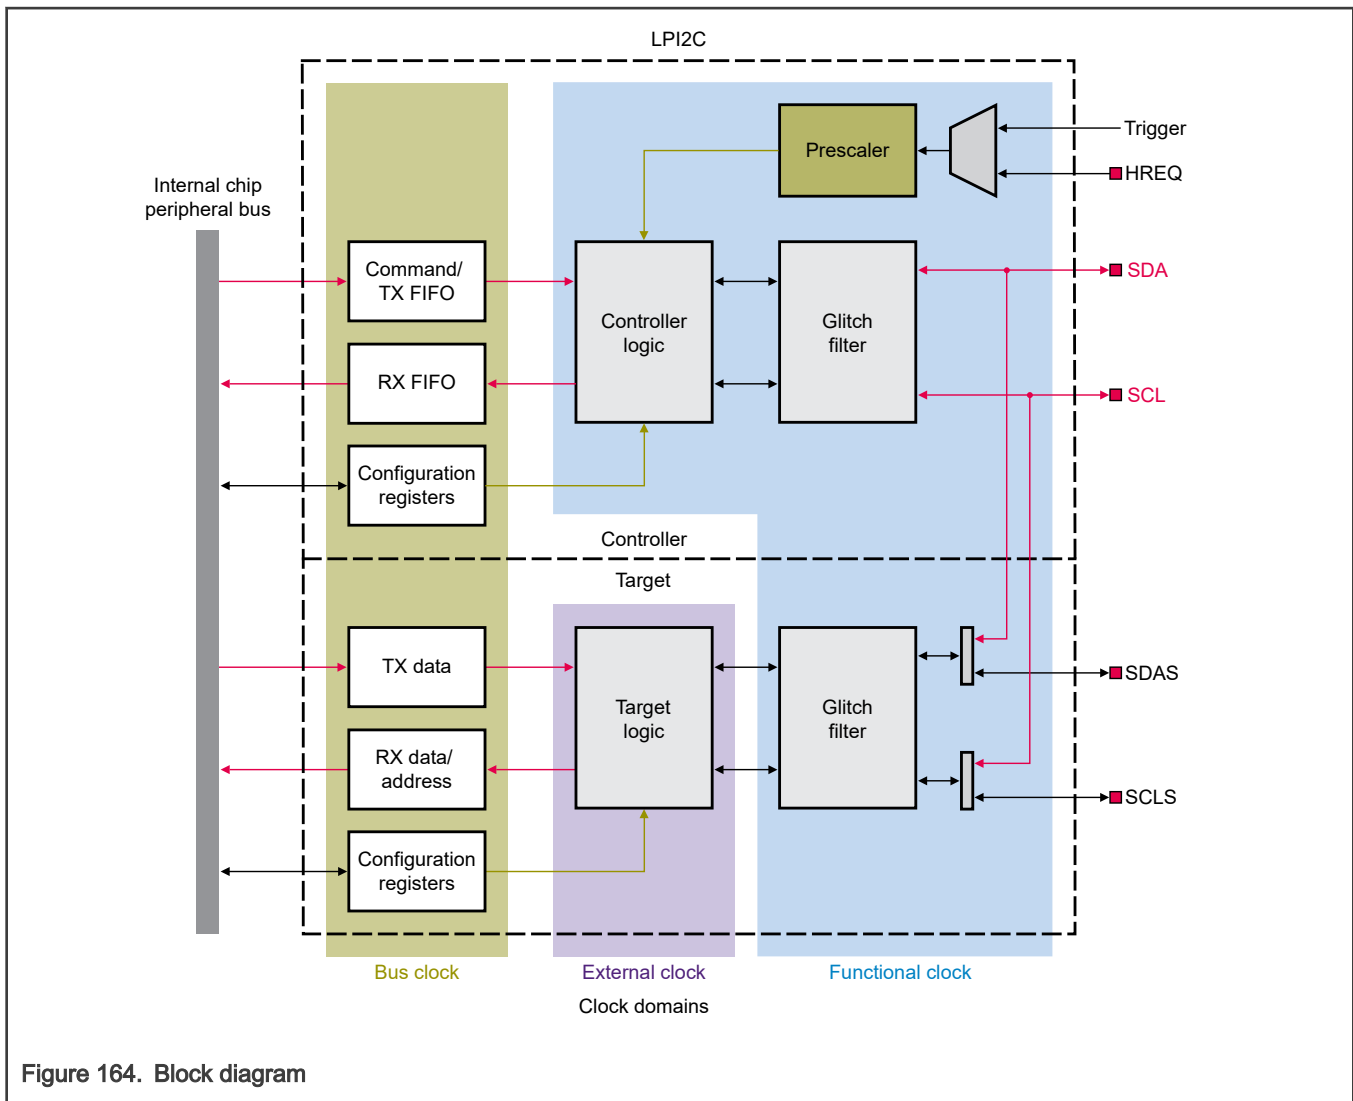 LPI2C
Trigger
Prescaler
HREQ
Internal chip
peripheral bus
Command/
TX FIFO
SDA
Controller
logic
Glitch
filter
RX FIFO
SCL
Configuration
registers
Controller
Target
TX data
SDAS
Target
logic
Glitch
filter
RX data/
address
SCLS
Configuration
registers
Bus clock
External clock
Functional clock
Clock domains
Figure 164. Block diagram